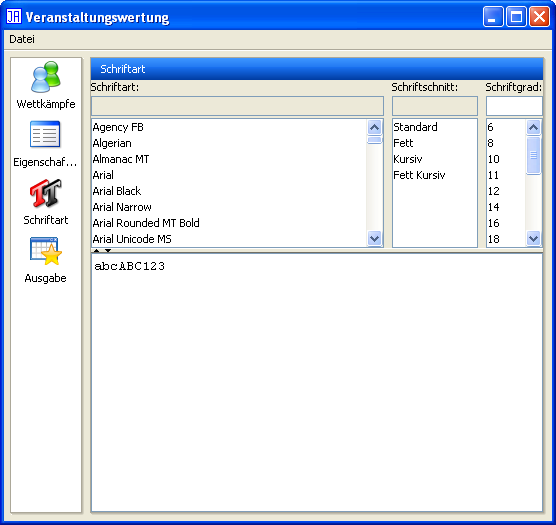 JA Veranstaltungswertung
Datei
Wettkämpfe
Eigenschaf...
Schriftart
Ausgabe
Schriftart
Schriftart:
Agency FB
Algerian
Almanac MT
Arial
Arial Black
Arial Narrow
Arial Rounded MT Bold
Arial Unicode MS
Schriftschnitt:
Standard
Fett
Kursiv
Fett Kursiv
Schriftgrad:
6
8
10
11
12
14
16
18
abcABC123